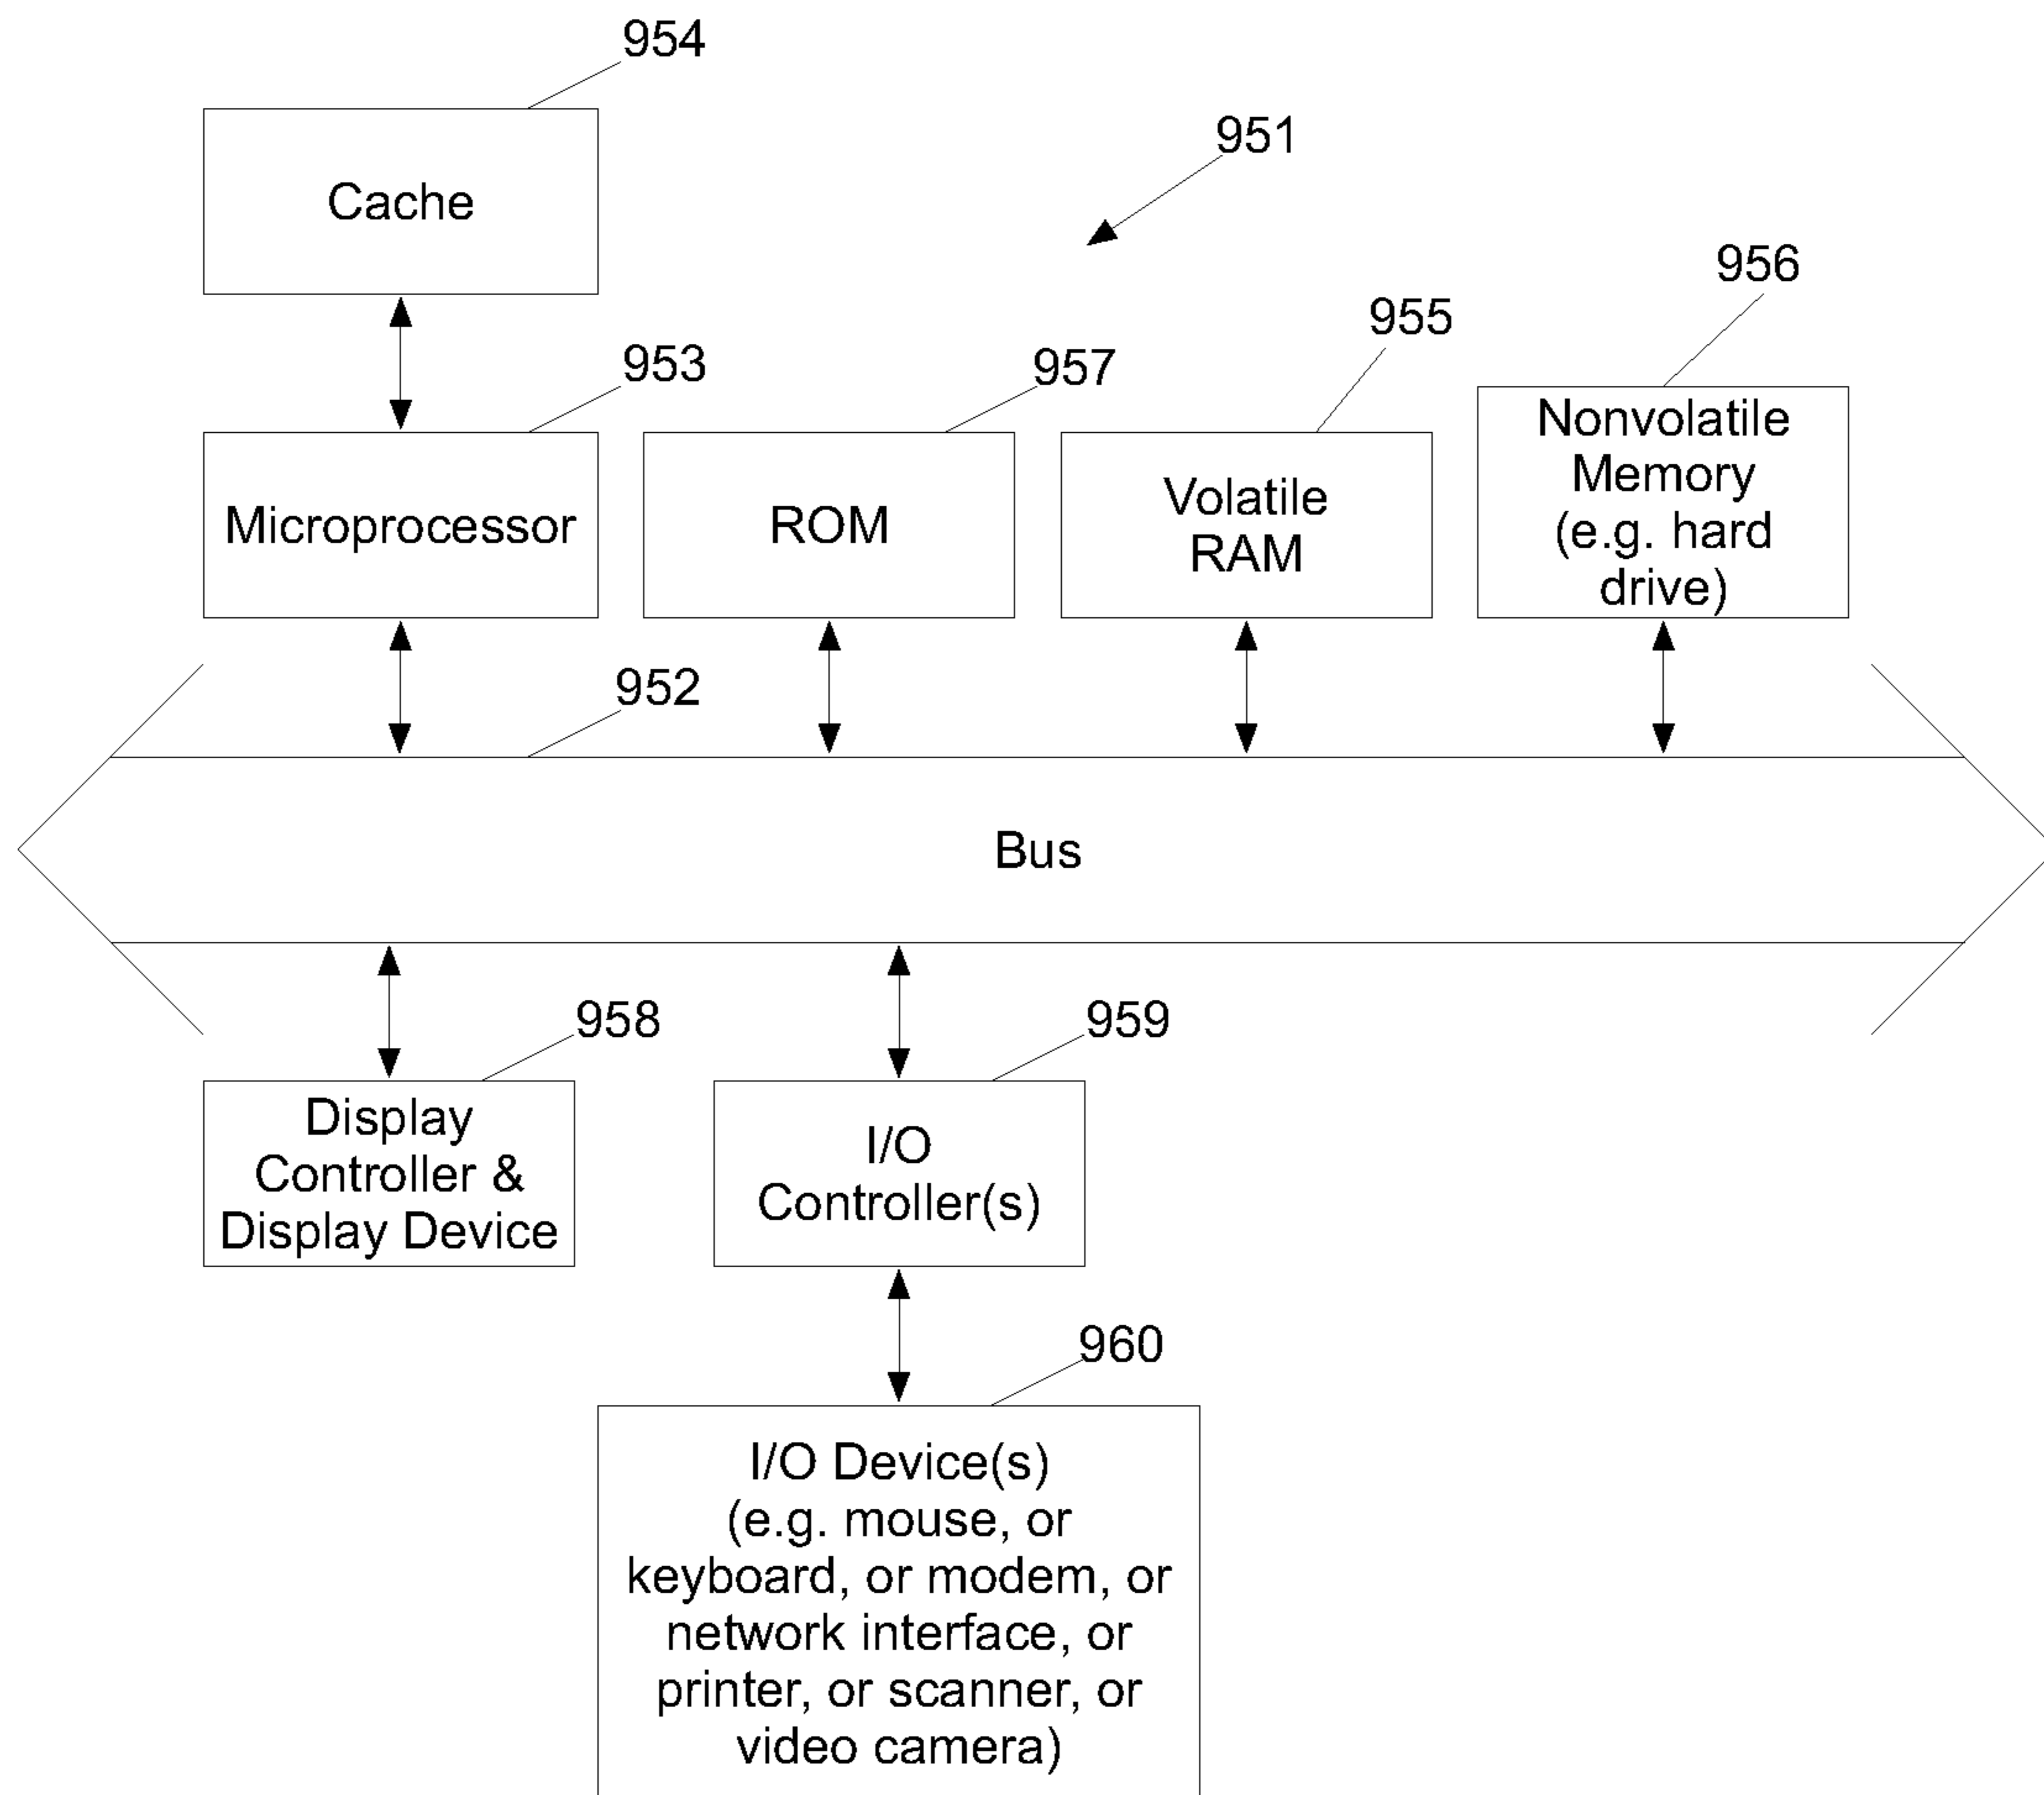 954
Cache
951
956
955
953
957
Nonvolatile
Memory
(e.g. hard
drive)
Microprocessor
ROM
Volatile
RAM
952
Bus
958
959
Display
Controller &
Display Device
I/O
Controller(s)
960
I/O Device(s)
(e.g. mouse, or
keyboard, or modem, or
network interface, or
printer, or scanner, or
video camera)